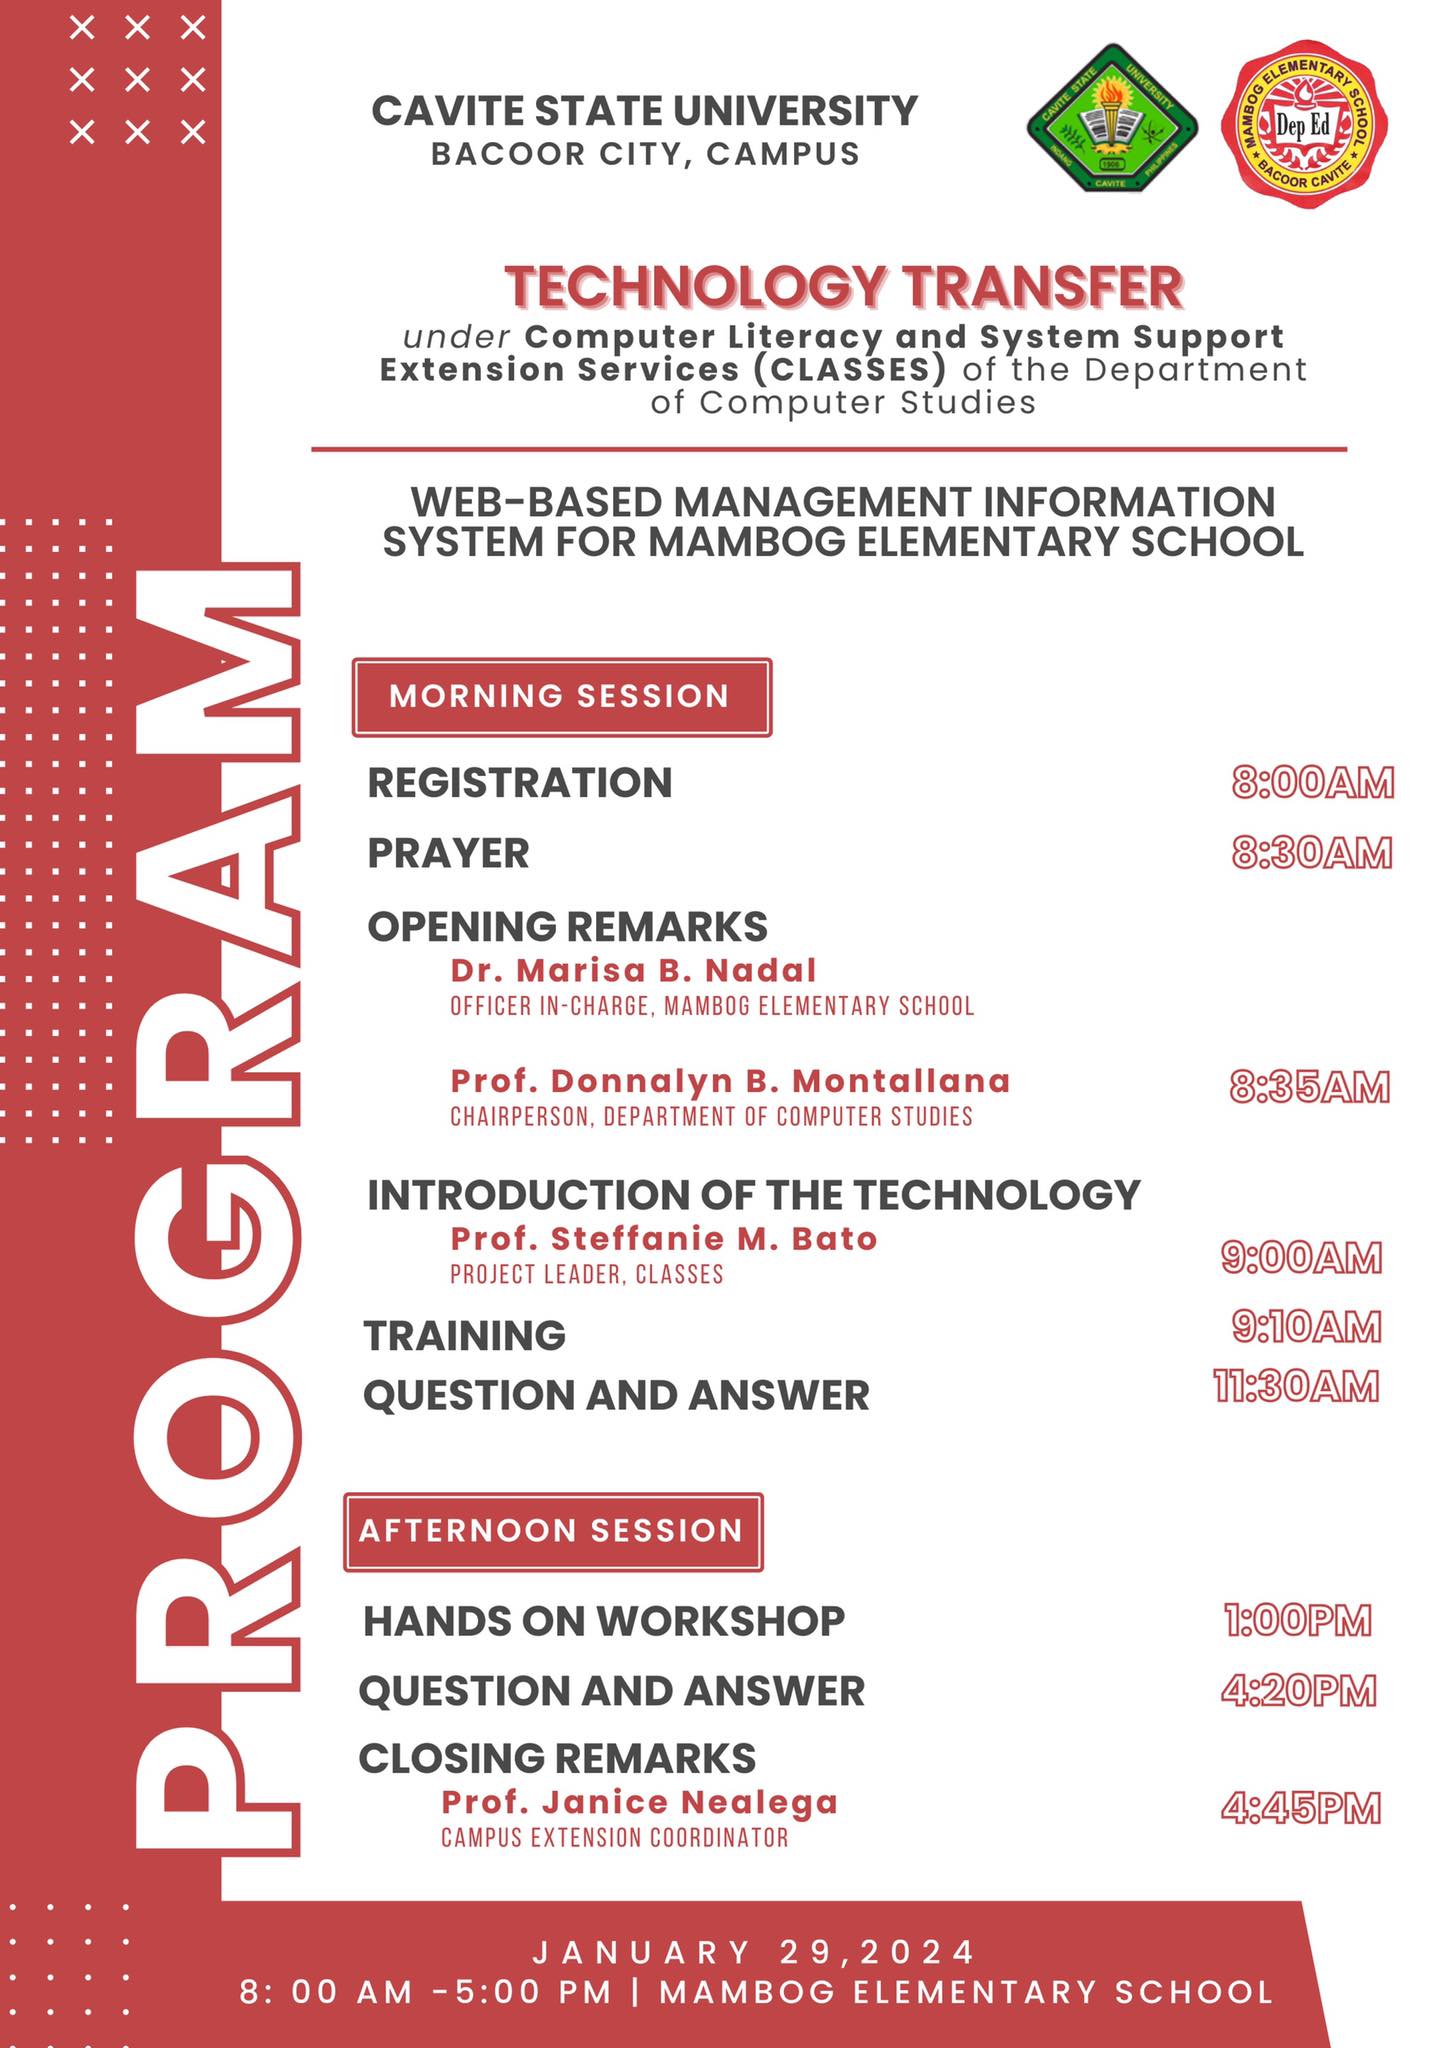 CAVITE STATE UNIVERSITY
BACOOR CITY, CAMPUS
CAVITE STATE UNIVERSITY
INDANG PHILIPPINES
1906
CAVITE
MAMBOG ELEMENTARY SCHOOL
Dep Ed
BACOOR CAVITE
TECHNOLOGY TRANSFER
under Computer Literacy and System Support
Extension Services (CLASSES) of the Department
of Computer Studies
WEB-BASED MANAGEMENT INFORMATION
SYSTEM FOR MAMBOG ELEMENTARY SCHOOL
PROGRAM
MORNING SESSION
REGISTRATION 8:00AM
PRAYER 8:30AM
OPENING REMARKS
Dr. Marisa B. Nadal
OFFICER IN-CHARGE, MAMBOG ELEMENTARY SCHOOL
Prof. Donnalyn B. Montallana 8:35AM
CHAIRPERSON, DEPARTMENT OF COMPUTER STUDIES
INTRODUCTION OF THE TECHNOLOGY
Prof. Steffanie M. Bato 9:00AM
PROJECT LEADER, CLASSES
TRAINING 9:10AM
QUESTION AND ANSWER 11:30AM
AFTERNOON SESSION
HANDS ON WORKSHOP 1:00PM
QUESTION AND ANSWER 4:20PM
CLOSING REMARKS
Prof. Janice Nealega 4:45PM
CAMPUS EXTENSION COORDINATOR
JANUARY 29,2024
8: 00 AM -5:00 PM | MAMBOG ELEMENTARY SCHOOL